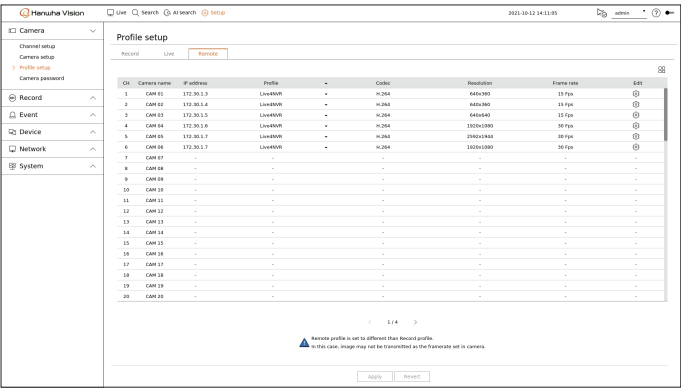 Hanwha Vision
Live Search AI search Setup 2021-10-12 14:11:05 admin ?
Camera
Channel setup
Camera setup
> Profile setup
Camera password
Record
Event
Device
Network
System
Profile setup
Record Live Remote
CH Camera name IP address Profile Codec Resolution Frame rate Edit
1 CAM 01 172.30.1.3 Live4NVR H.264 640x360 15 Fps
2 CAM 02 172.30.1.4 Live4NVR H.264 640x360 15 Fps
3 CAM 03 172.30.1.5 Live4NVR H.264 640x640 15 Fps
4 CAM 04 172.30.1.6 Live4NVR H.264 1920x1080 30 Fps
5 CAM 05 172.30.1.7 Live4NVR H.264 2592x1944 30 Fps
6 CAM 06 172.30.1.7 Live4NVR H.264 1920x1080 30 Fps
7 CAM 07 - - - - - -
8 CAM 08 - - - - - -
9 CAM 09 - - - - - -
10 CAM 10 - - - - - -
11 CAM 11 - - - - - -
12 CAM 12 - - - - - -
13 CAM 13 - - - - - -
14 CAM 14 - - - - - -
15 CAM 15 - - - - - -
16 CAM 16 - - - - - -
17 CAM 17 - - - - - -
18 CAM 18 - - - - - -
19 CAM 19 - - - - - -
20 CAM 20 - - - - - -
< 1 / 4 >
Remote profile is set to different than Record profile.
In this case, image may not be transmitted as the framerate set in camera.
Apply Revert